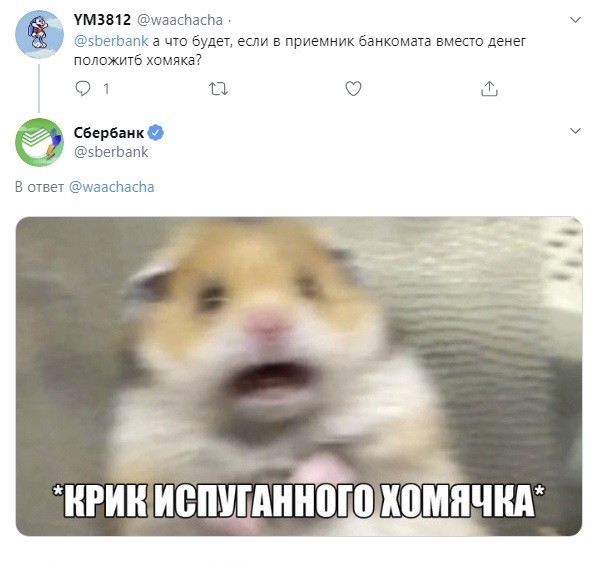 YM3812 @waachacha ·
@sberbank а что будет, если в приемник банкомата вместо денег
положитб хомяка?
1
Сбербанк
@sberbank
В ответ @waachacha
*КРИК ИСПУГАННОГО ХОМЯЧКА*